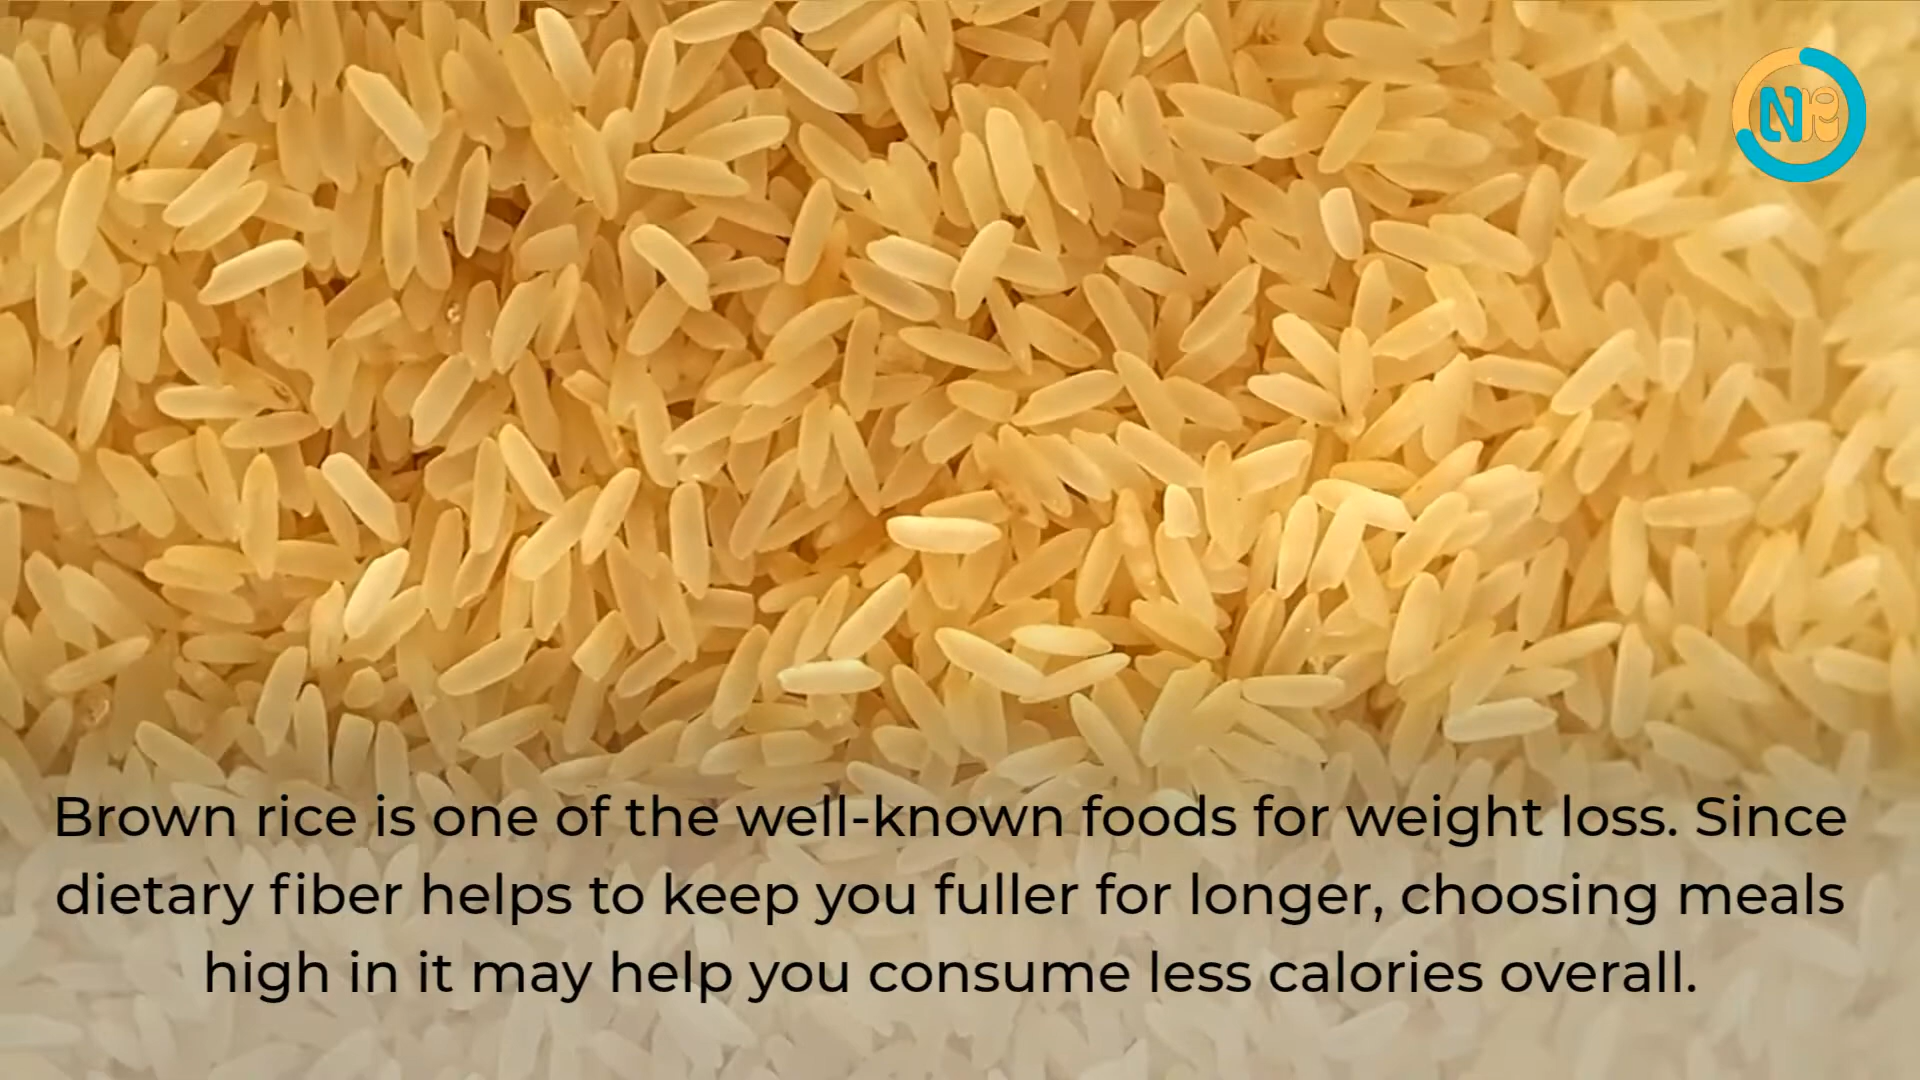 Brown rice is one of the well-known foods for weight loss. Since
dietary fiber helps to keep you fuller for longer, choosing meals
high in it may help you consume less calories overall.